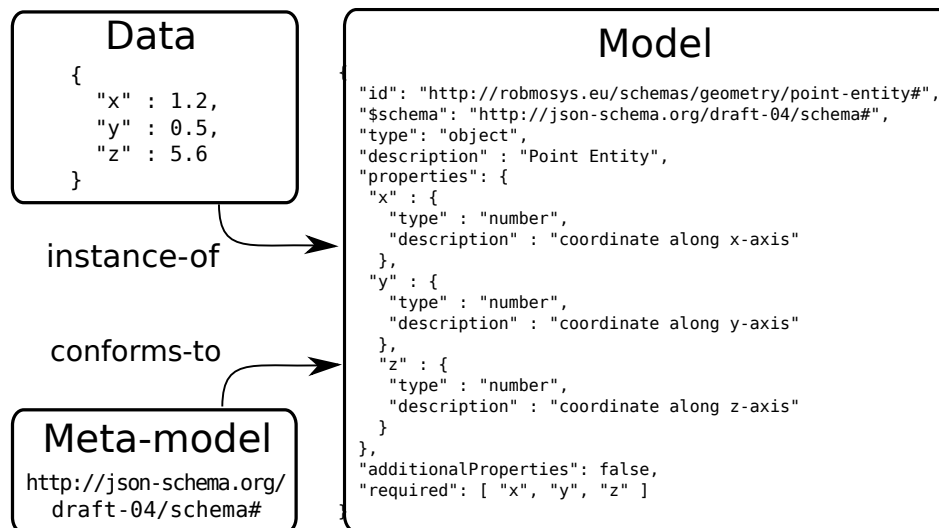 Data
{
"x" : 1.2,
"y" : 0.5,
"z" : 5.6
}
instance-of
conforms-to
Meta-model
http://json-schema.org/
draft-04/schema#
Model
{
"id": "http://robmosys.eu/schemas/geometry/point-entity#",
"$schema": "http://json-schema.org/draft-04/schema#",
"type": "object",
"description" : "Point Entity",
"properties": {
"x" : {
"type" : "number",
"description" : "coordinate along x-axis"
},
"y" : {
"type" : "number",
"description" : "coordinate along y-axis"
},
"z" : {
"type" : "number",
"description" : "coordinate along z-axis"
}
},
"additionalProperties": false,
"required": [ "x", "y", "z" ]
}